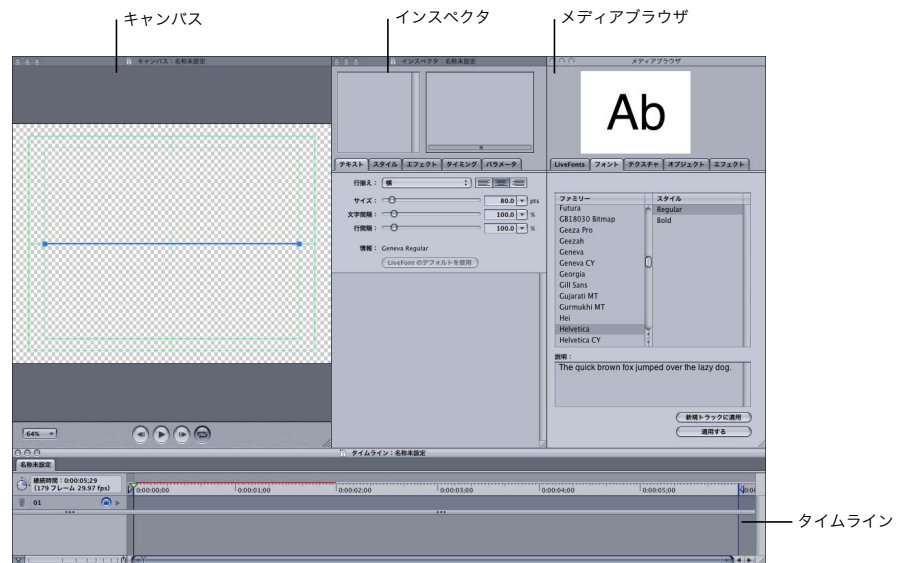 キャンバス
インスペクタ
メディアブラウザ
キャンバス：名称未設定
インスペクタ：名称未設定
メディアブラウザ
Ab
テキスト スタイル エフェクト タイミング パラメータ
LiveFonts フォント テクスチャ オブジェクト エフェクト
行揃え： 横
サイズ： 80.0 pts
文字間隔： 100.0 %
行間隔： 100.0 %
情報： Geneva Regular
LiveFont のデフォルトを使用
ファミリー スタイル
Futura Regular
GB18030 Bitmap Bold
Geeza Pro
Geezah
Geneva
Geneva CY
Georgia
Gill Sans
Gujarati MT
Gurmukhi MT
Hei
Helvetica
Helvetica CY
説明：
The quick brown fox jumped over the lazy dog.
新規トラックに適用
適用する
64%
タイムライン：名称未設定
名称未設定
継続時間：0:00:05;29
(179 フレーム 29.97 fps)
0:00:00;00 0:00:01;00 0:00:02;00 0:00:03;00 0:00:04;00 0:00:05;00
01
タイムライン